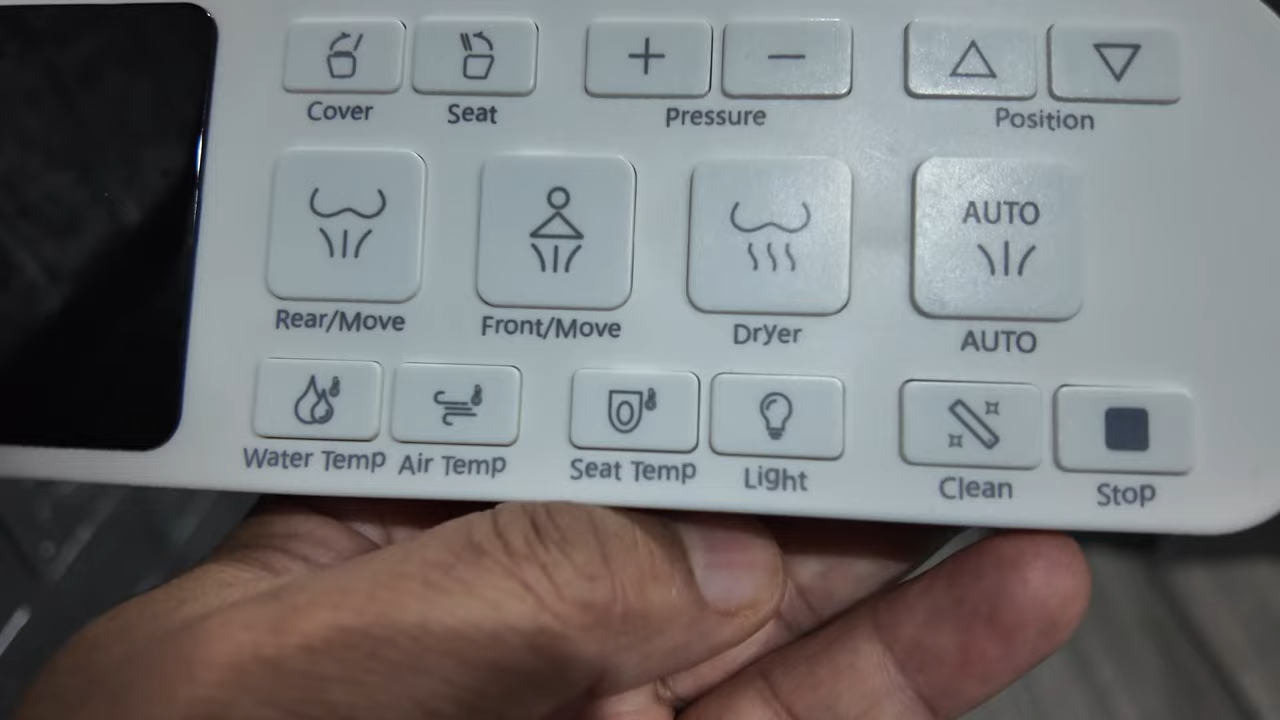 Cover Seat Pressure Position
AUTO
Rear/Move Front/Move Dryer AUTO
Water Temp Air Temp Seat Temp Light Clean Stop